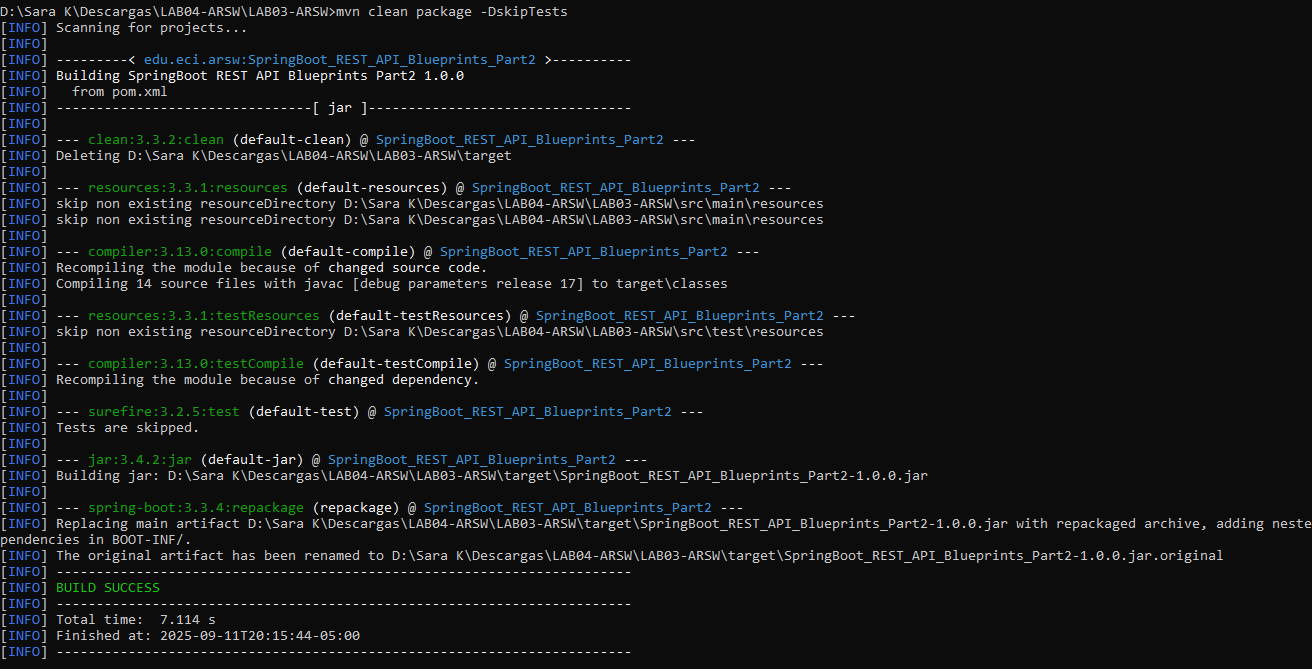 D:\Sara K\Descargas\LAB04-ARSW\LAB03-ARSW>mvn clean package -DskipTests
[INFO] Scanning for projects...
[INFO]
[INFO] ---------< edu.eci.arsw:SpringBoot_REST_API_Blueprints_Part2 >----------
[INFO] Building SpringBoot REST API Blueprints Part2 1.0.0
[INFO]   from pom.xml
[INFO] --------------------------------[ jar ]---------------------------------
[INFO]
[INFO] --- clean:3.3.2:clean (default-clean) @ SpringBoot_REST_API_Blueprints_Part2 ---
[INFO] Deleting D:\Sara K\Descargas\LAB04-ARSW\LAB03-ARSW\target
[INFO]
[INFO] --- resources:3.3.1:resources (default-resources) @ SpringBoot_REST_API_Blueprints_Part2 ---
[INFO] skip non existing resourceDirectory D:\Sara K\Descargas\LAB04-ARSW\LAB03-ARSW\src\main\resources
[INFO] skip non existing resourceDirectory D:\Sara K\Descargas\LAB04-ARSW\LAB03-ARSW\src\main\resources
[INFO]
[INFO] --- compiler:3.13.0:compile (default-compile) @ SpringBoot_REST_API_Blueprints_Part2 ---
[INFO] Recompiling the module because of changed source code.
[INFO] Compiling 14 source files with javac [debug parameters release 17] to target\classes
[INFO]
[INFO] --- resources:3.3.1:testResources (default-testResources) @ SpringBoot_REST_API_Blueprints_Part2 ---
[INFO] skip non existing resourceDirectory D:\Sara K\Descargas\LAB04-ARSW\LAB03-ARSW\src\test\resources
[INFO]
[INFO] --- compiler:3.13.0:testCompile (default-testCompile) @ SpringBoot_REST_API_Blueprints_Part2 ---
[INFO] Recompiling the module because of changed dependency.
[INFO]
[INFO] --- surefire:3.2.5:test (default-test) @ SpringBoot_REST_API_Blueprints_Part2 ---
[INFO] Tests are skipped.
[INFO]
[INFO] --- jar:3.4.2:jar (default-jar) @ SpringBoot_REST_API_Blueprints_Part2 ---
[INFO] Building jar: D:\Sara K\Descargas\LAB04-ARSW\LAB03-ARSW\target\SpringBoot_REST_API_Blueprints_Part2-1.0.0.jar
[INFO]
[INFO] --- spring-boot:3.3.4:repackage (repackage) @ SpringBoot_REST_API_Blueprints_Part2 ---
[INFO] Replacing main artifact D:\Sara K\Descargas\LAB04-ARSW\LAB03-ARSW\target\SpringBoot_REST_API_Blueprints_Part2-1.0.0.jar with repackaged archive, adding neste
pendencies in BOOT-INF/.
[INFO] The original artifact has been renamed to D:\Sara K\Descargas\LAB04-ARSW\LAB03-ARSW\target\SpringBoot_REST_API_Blueprints_Part2-1.0.0.jar.original
[INFO] ------------------------------------------------------------------------
[INFO] BUILD SUCCESS
[INFO] ------------------------------------------------------------------------
[INFO] Total time:  7.114 s
[INFO] Finished at: 2025-09-11T20:15:44-05:00
[INFO] ------------------------------------------------------------------------